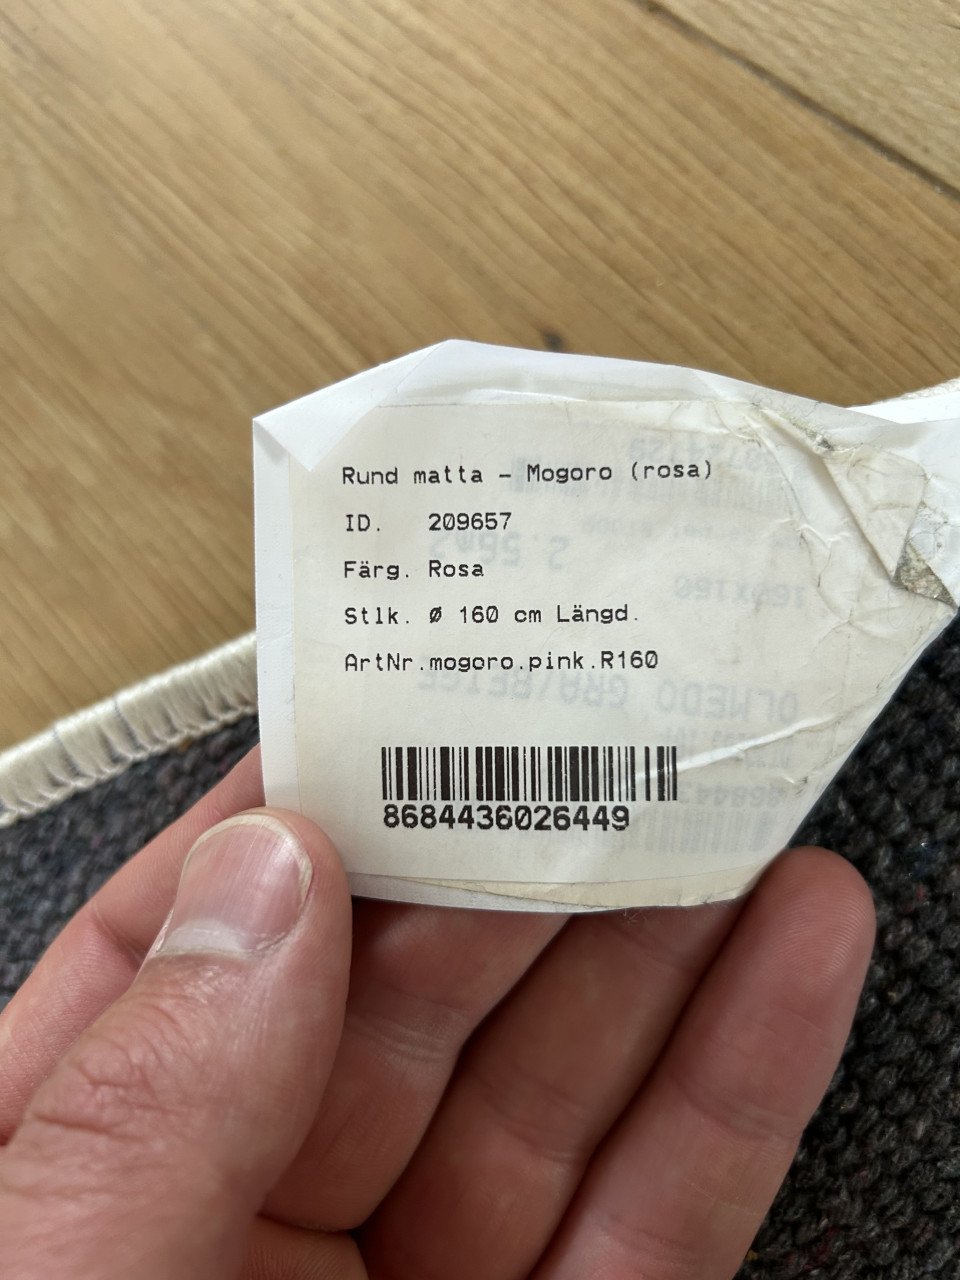 Rund matta - Mogoro (rosa)
ID. 209657
Färg. Rosa
Stlk. Ø 160 cm Längd.
ArtNr.mogoro.pink.R160
8684436026449